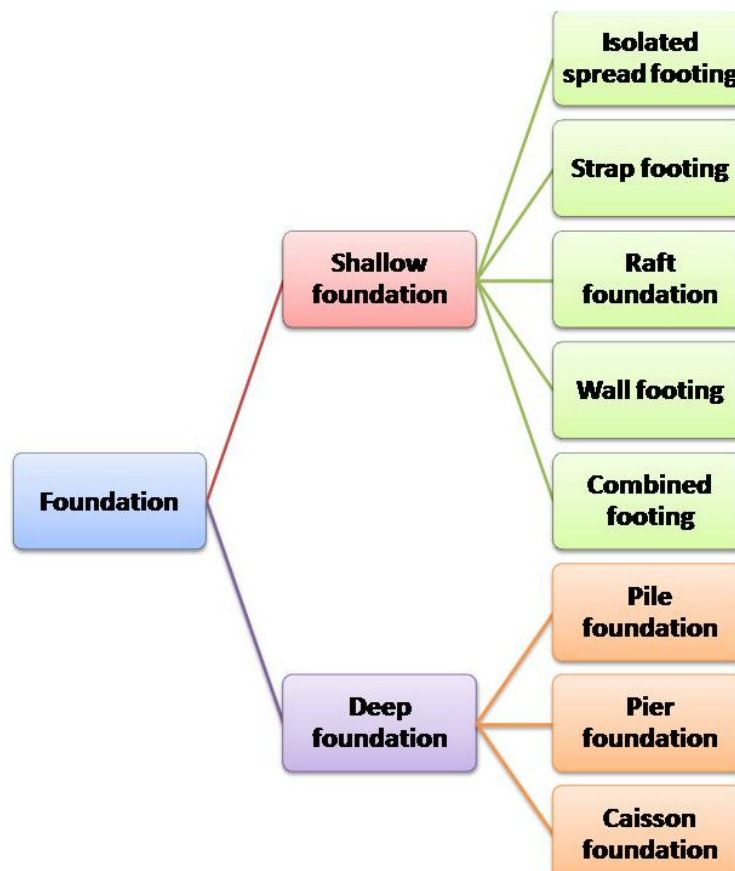 Isolated
spread footing
Strap footing
Shallow
foundation
Raft
foundation
Wall footing
Foundation
Combined
footing
Pile
foundation
Deep
foundation
Pier
foundation
Caisson
foundation